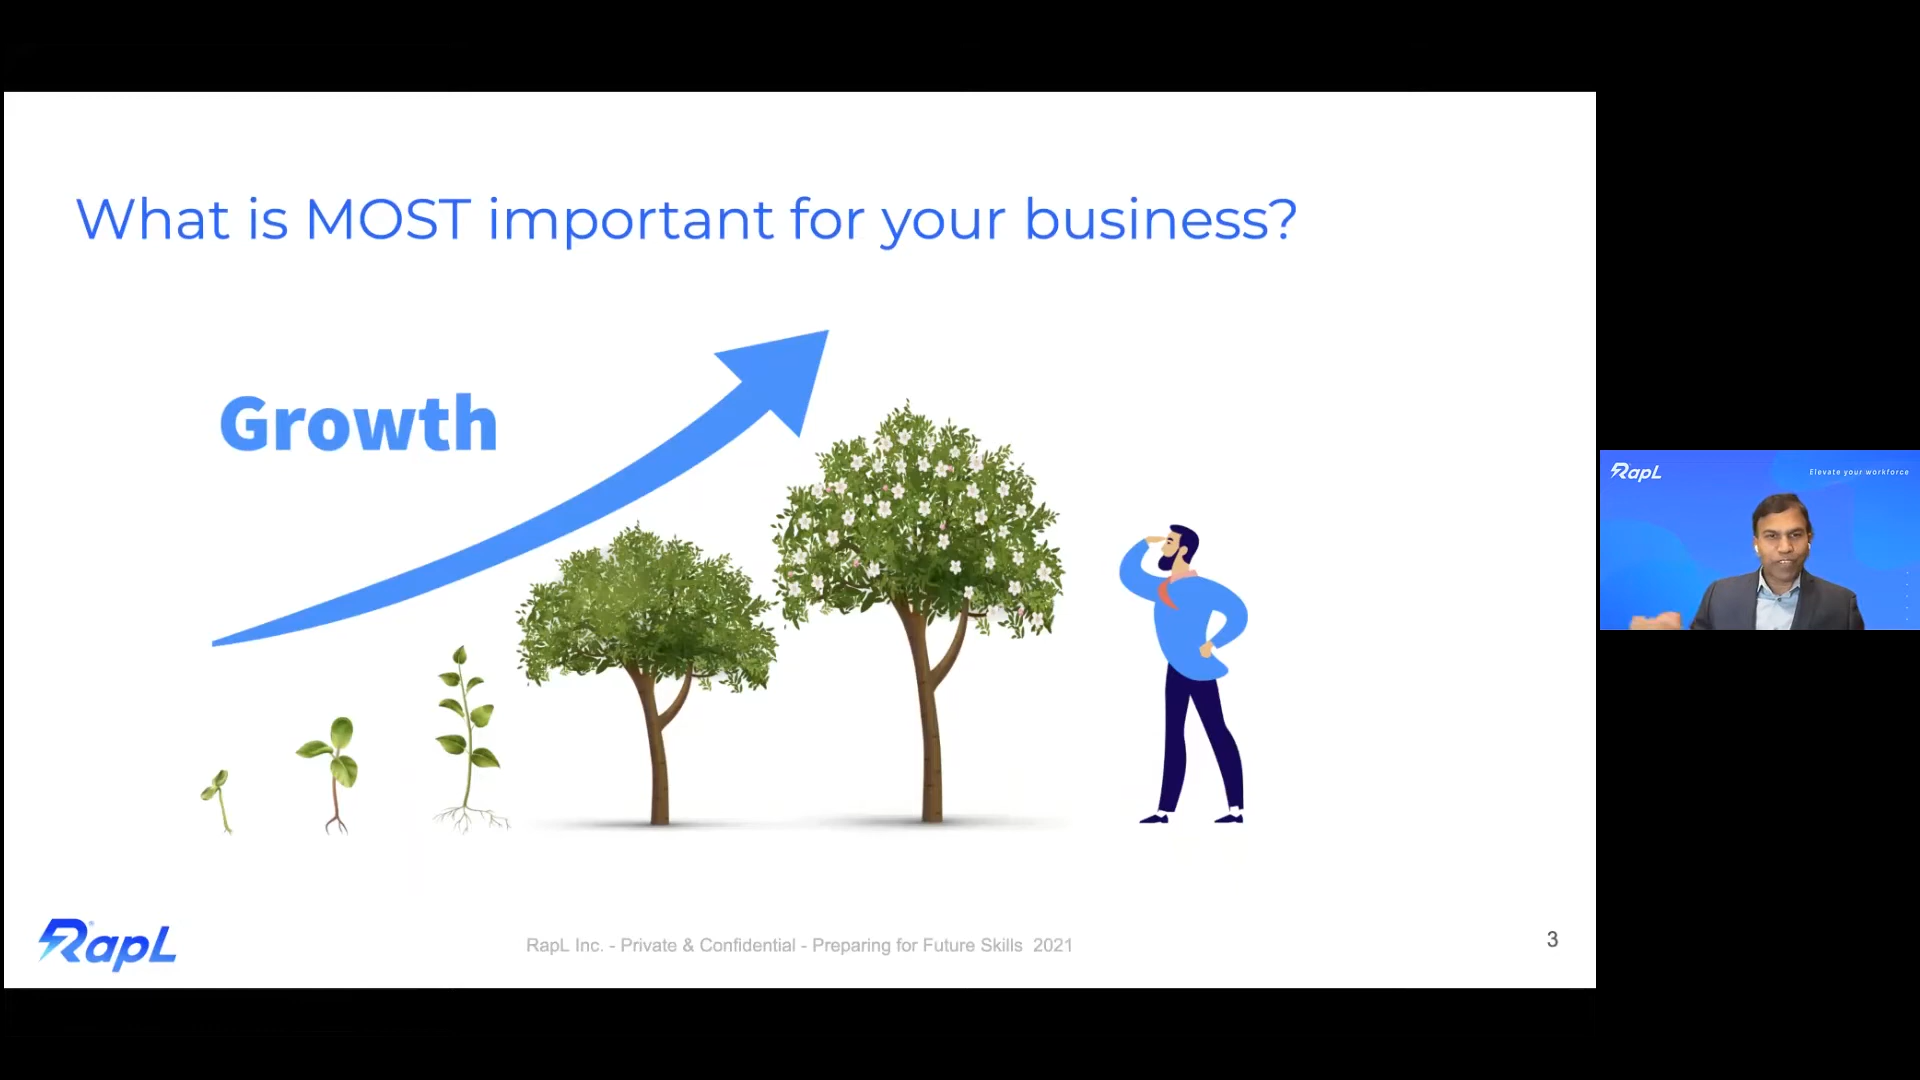 What is MOST important for your business?
Growth
RapL
RapL Inc. - Private & Confidential - Preparing for Future Skills 2021
3
RapL
Elevate your workforce